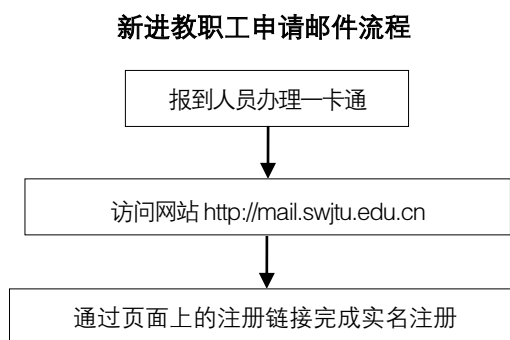 新进教职工申请邮件流程
报到人员办理一卡通
访问网站 http://mail.swjtu.edu.cn
通过页面上的注册链接完成实名注册